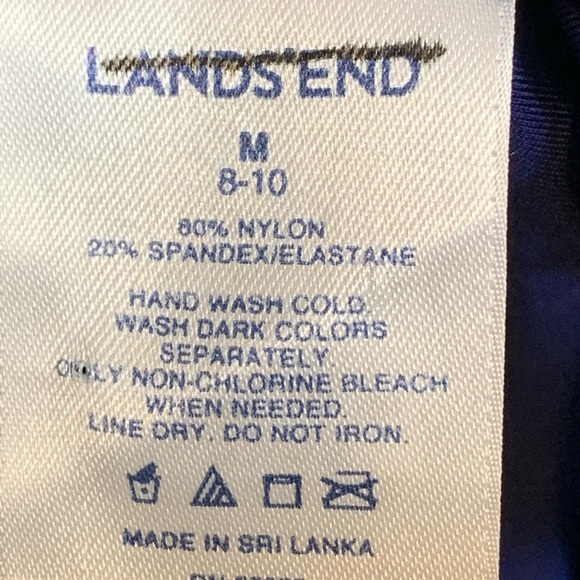 LANDS' END
M
8-10
80% NYLON
20% SPANDEX/ELASTANE
HAND WASH COLD.
WASH DARK COLORS
SEPARATELY
ONLY NON-CHLORINE BLEACH
WHEN NEEDED.
LINE DRY. DO NOT IRON.
MADE IN SRI LANKA